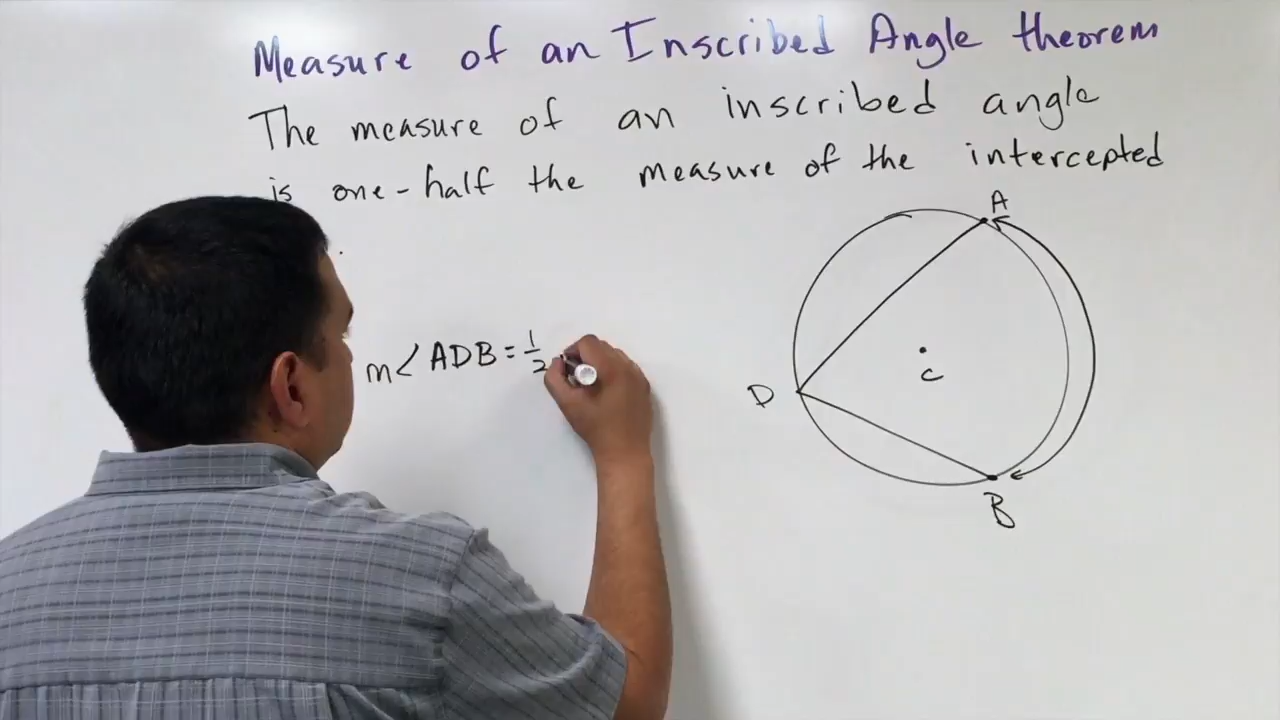 Measure of an Inscribed Angle theorem
The measure of an inscribed angle
is one-half the measure of the intercepted
A
m∠ ADB = 1/2
C
D
B